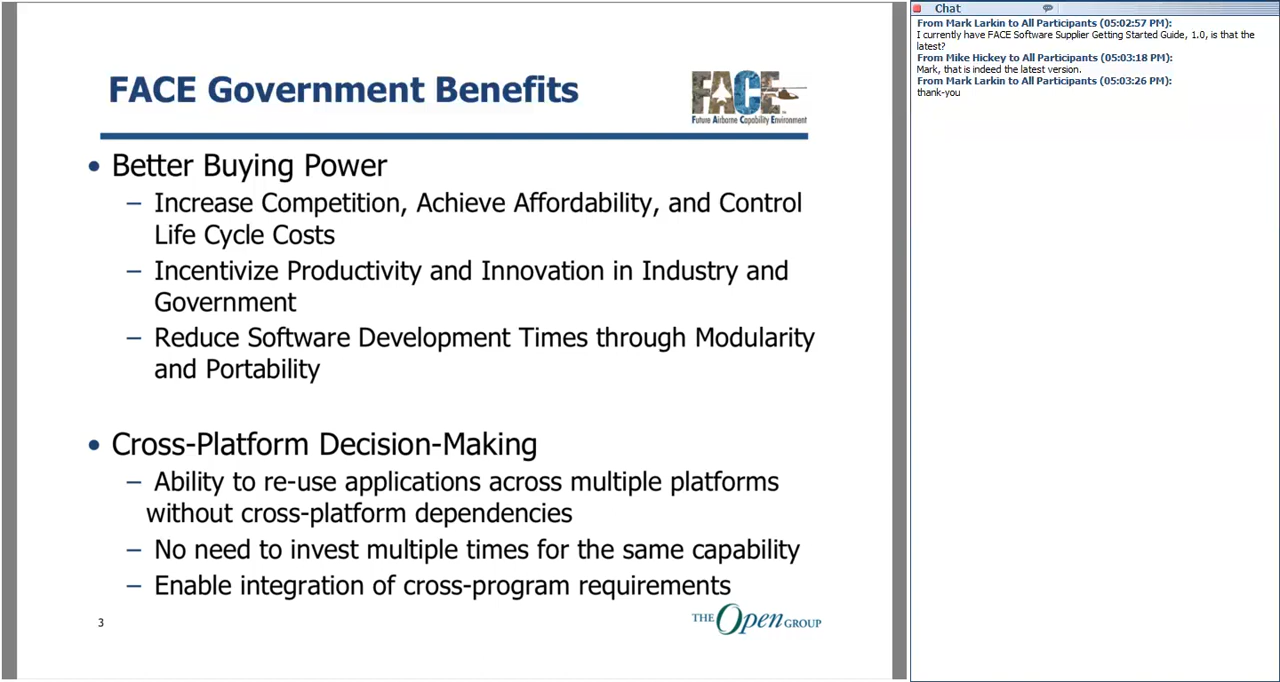 FACE Government Benefits
FACE
Future Airborne Capability Environment
• Better Buying Power
– Increase Competition, Achieve Affordability, and Control
Life Cycle Costs
– Incentivize Productivity and Innovation in Industry and
Government
– Reduce Software Development Times through Modularity
and Portability
• Cross-Platform Decision-Making
– Ability to re-use applications across multiple platforms
without cross-platform dependencies
– No need to invest multiple times for the same capability
– Enable integration of cross-program requirements
3
THE Open GROUP
Chat
From Mark Larkin to All Participants (05:02:57 PM):
I currently have FACE Software Supplier Getting Started Guide, 1.0, is that the
latest?
From Mike Hickey to All Participants (05:03:18 PM):
Mark, that is indeed the latest version.
From Mark Larkin to All Participants (05:03:26 PM):
thank-you